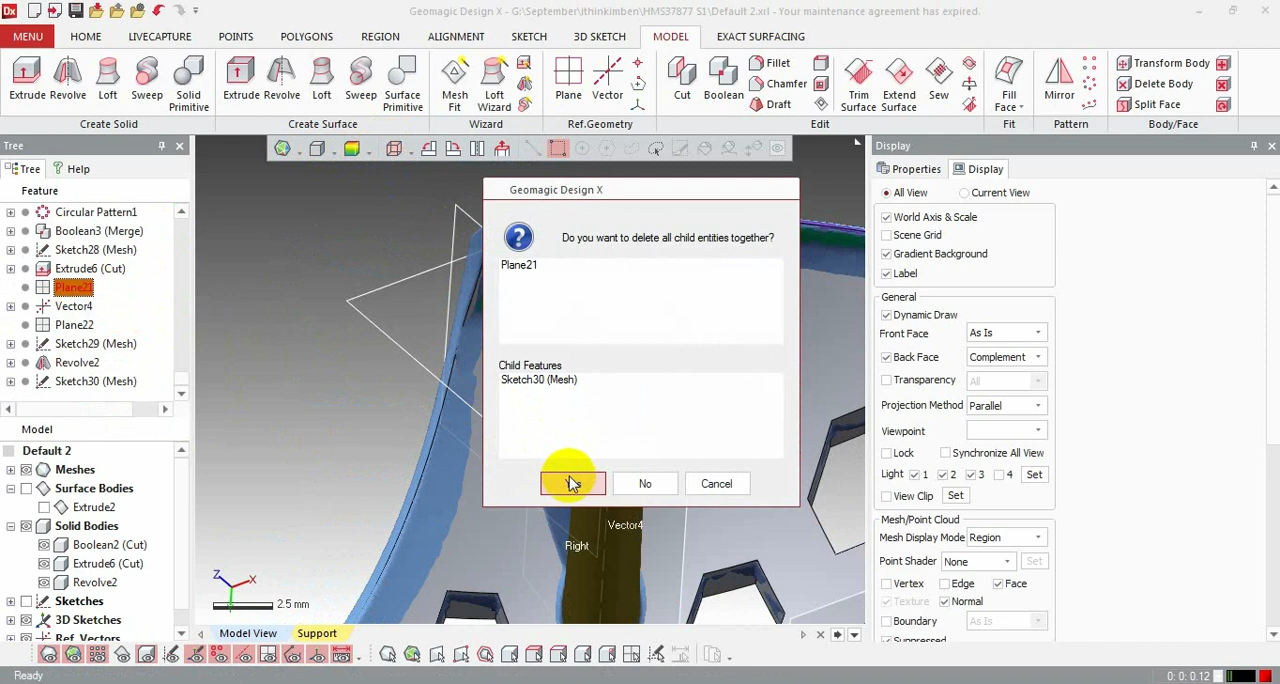 Dx
Geomagic Design X - G:\September\ithinkimben\HMS37877 S1\Default 2.xrl - Your maintenance agreement has expired.
MENU HOME LIVECAPTURE POINTS POLYGONS REGION ALIGNMENT SKETCH 3D SKETCH MODEL EXACT SURFACING
Extrude Revolve Loft Sweep Solid Primitive
Create Solid
Extrude Revolve Loft Sweep Surface Primitive
Create Surface
Mesh Fit Loft Wizard
Wizard
Plane Vector
Ref.Geometry
Cut Boolean Fillet Chamfer Draft Trim Surface Extend Surface Sew
Edit
Fill Face
Fit
Mirror
Pattern
Transform Body
Delete Body
Split Face
Body/Face
Tree
Tree Help
Feature
Circular Pattern1
Boolean3 (Merge)
Sketch28 (Mesh)
Extrude6 (Cut)
Plane21
Vector4
Plane22
Sketch29 (Mesh)
Revolve2
Sketch30 (Mesh)
Model
Default 2
Meshes
Surface Bodies
Extrude2
Solid Bodies
Boolean2 (Cut)
Extrude6 (Cut)
Revolve2
Sketches
3D Sketches
Ref. Vectors
Geomagic Design X
Do you want to delete all child entities together?
Plane21
Child Features
Sketch30 (Mesh)
No
Cancel
Vector4
Right
Z X
2.5 mm
Model View Support
Display
Properties Display
All View Current View
World Axis & Scale
Scene Grid
Gradient Background
Label
General
Dynamic Draw
Front Face As Is
Back Face Complement
Transparency All
Projection Method Parallel
Viewpoint
Lock Synchronize All View
Light 1 2 3 4 Set
View Clip Set
Mesh/Point Cloud
Mesh Display Mode Region
Point Shader None Set
Vertex Edge Face
Texture Normal
Boundary As Is
Suppressed
Ready
0: 0: 0.12